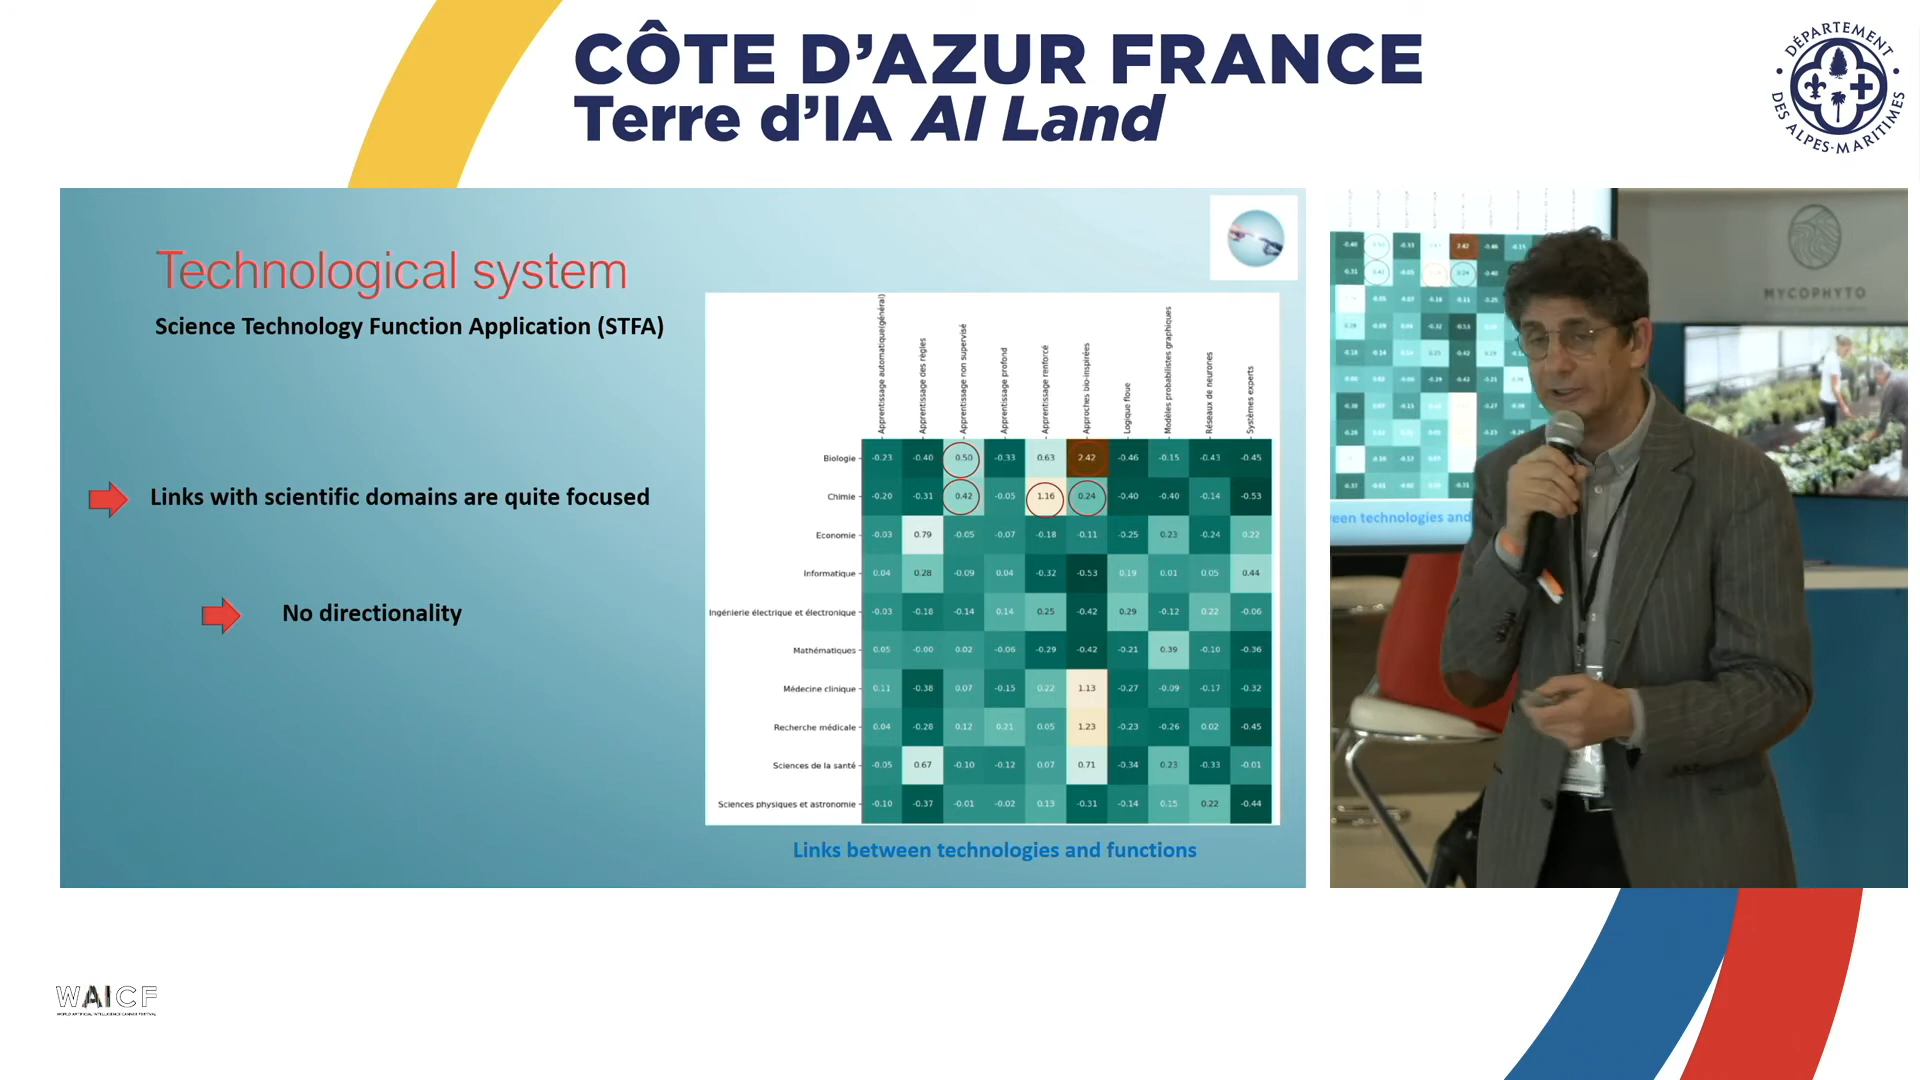 CÔTE D'AZUR FRANCE
Terre d'IA AI Land
DÉPARTEMENT
DES ALPES-MARITIMES
Technological system
Science Technology Function Application (STFA)
Links with scientific domains are quite focused
No directionality
Apprentissage automatique(général)
Apprentissage des règles
Apprentissage non supervisé
Apprentissage profond
Apprentissage renforcé
Approches bio-inspirées
Logique floue
Modèles probabilistes graphiques
Réseaux de neurones
Systèmes experts
Biologie -0.23 -0.40 0.50 -0.33 0.63 2.42 -0.46 -0.15 -0.43 -0.45
Chimie -0.20 -0.31 0.42 -0.05 1.16 0.24 -0.40 -0.40 -0.14 -0.53
Economie -0.03 0.79 -0.05 -0.07 -0.18 -0.11 -0.25 0.23 -0.24 0.22
Informatique 0.04 0.28 -0.09 0.04 -0.32 -0.53 0.19 0.01 0.05 0.44
Ingénierie électrique et électronique -0.03 -0.18 -0.14 0.14 0.25 -0.42 0.29 -0.12 0.22 -0.06
Mathématiques 0.05 -0.00 0.02 -0.06 -0.29 -0.42 -0.21 0.39 -0.10 -0.36
Médecine clinique 0.11 -0.38 0.07 -0.15 0.22 1.13 -0.27 -0.09 -0.17 -0.32
Recherche médicale 0.04 -0.28 0.12 0.21 0.05 1.23 -0.23 -0.26 0.02 -0.45
Sciences de la santé -0.05 0.67 -0.10 -0.12 0.07 0.71 -0.34 0.23 -0.33 -0.01
Sciences physiques et astronomie -0.10 -0.37 -0.01 -0.02 0.13 -0.31 -0.14 0.15 0.22 -0.44
Links between technologies and functions
MYCOPHYTO
een technologies and
WAICF
WORLD ARTIFICIAL INTELLIGENCE CANNES FESTIVAL